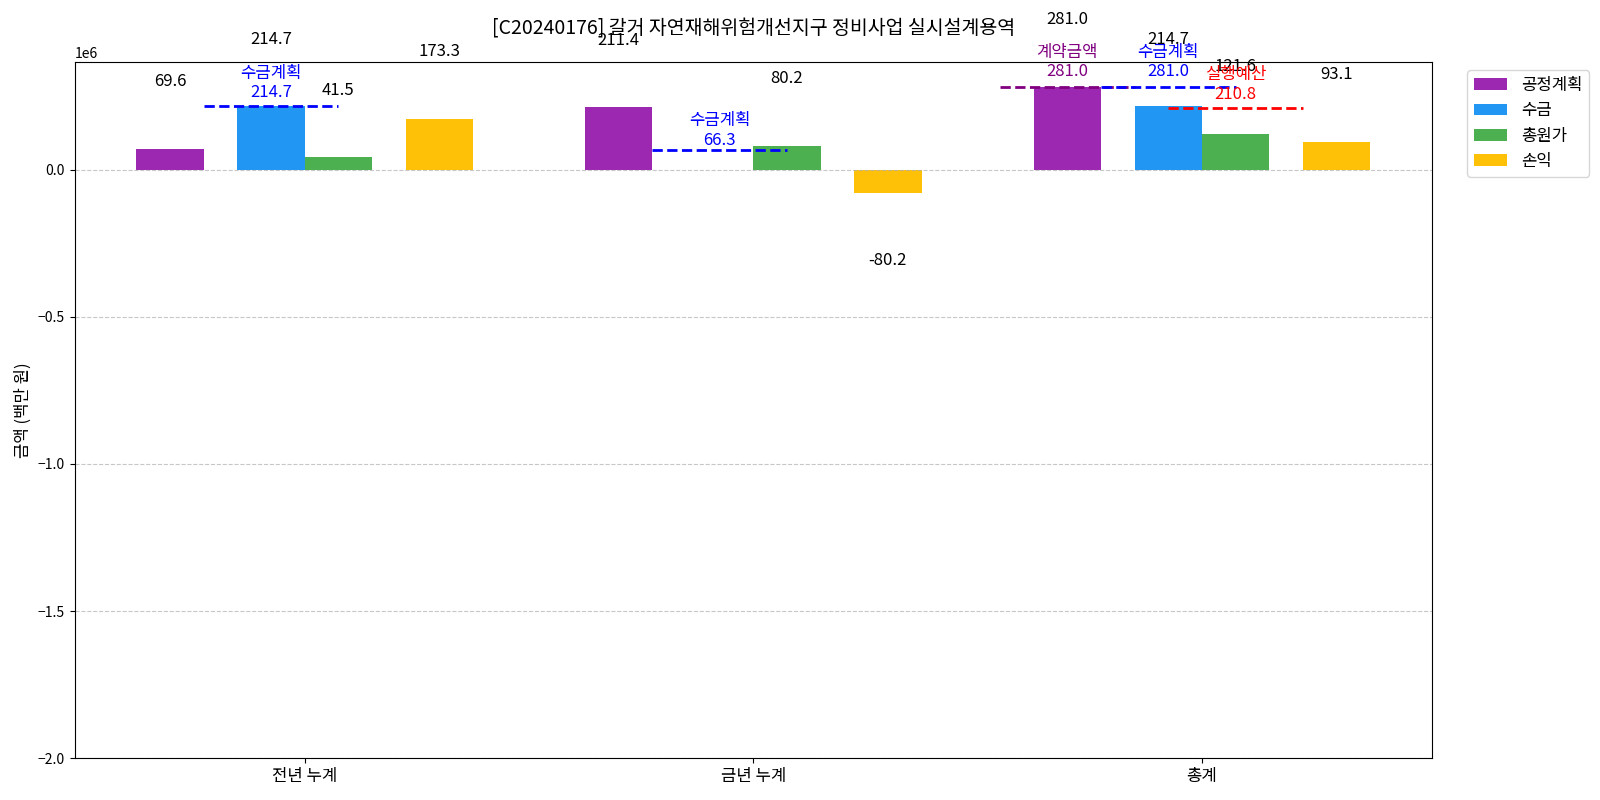 [C20240176] 갈거 자연재해위험개선지구 정비사업 실시설계용역
1e6
금액 (백만 원)
0.0
−0.5
−1.0
−1.5
−2.0
69.6
214.7
수금계획
214.7
41.5
173.3
211.4
수금계획
66.3
80.2
-80.2
281.0
계약금액
281.0
214.7
수금계획
281.0
121.6
실행예산
210.8
93.1
전년 누계
금년 누계
총계
공정계획
수금
총원가
손익